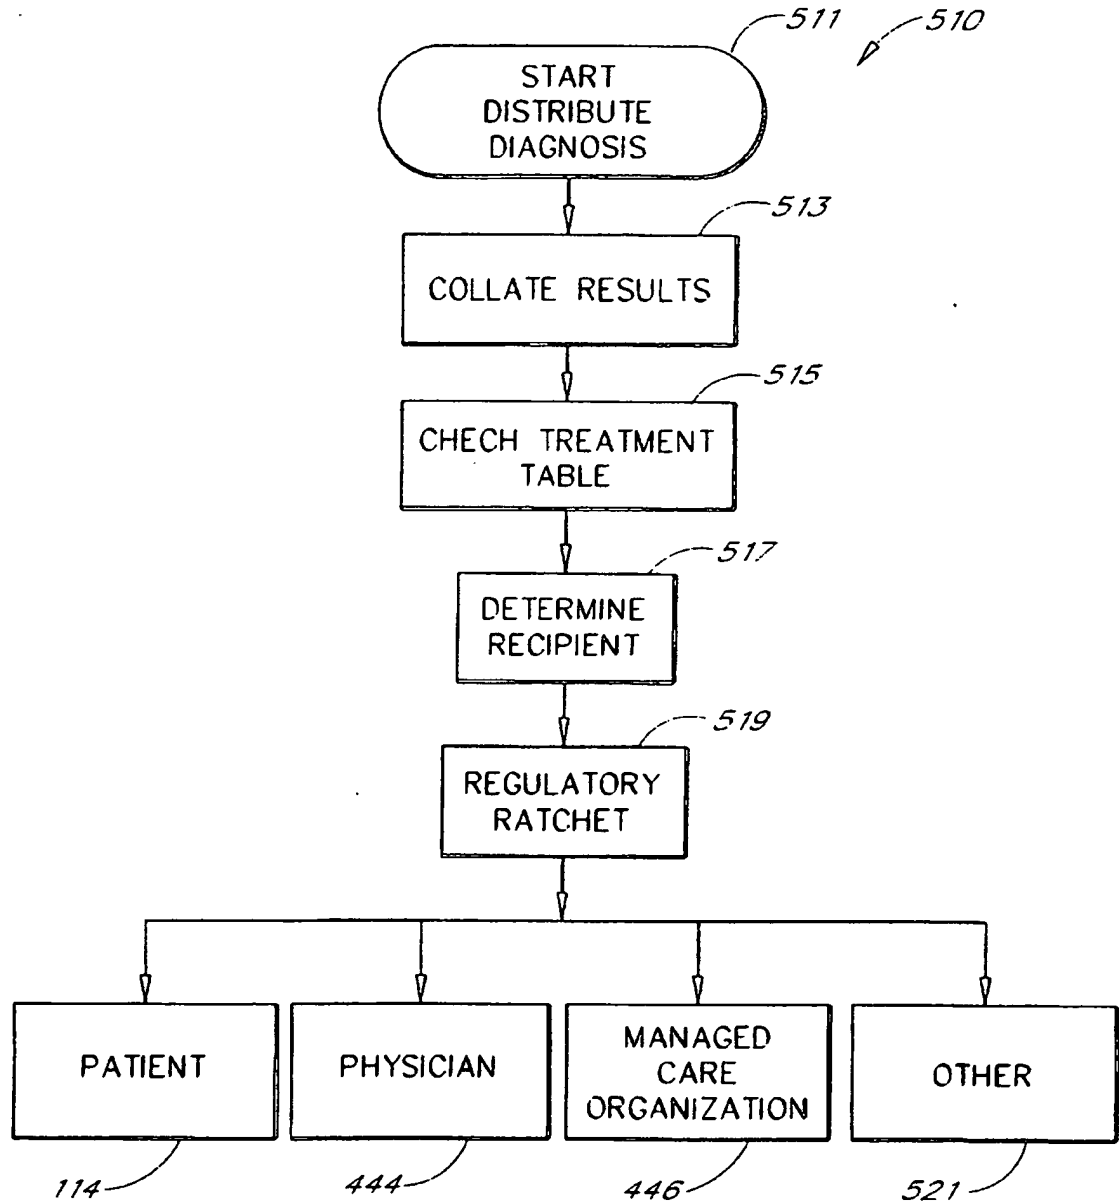 511
510
START
DISTRIBUTE
DIAGNOSIS
513
COLLATE RESULTS
515
CHECH TREATMENT
TABLE
517
DETERMINE
RECIPIENT
519
REGULATORY
RATCHET
PATIENT
PHYSICIAN
MANAGED
CARE
ORGANIZATION
OTHER
114
444
446
521